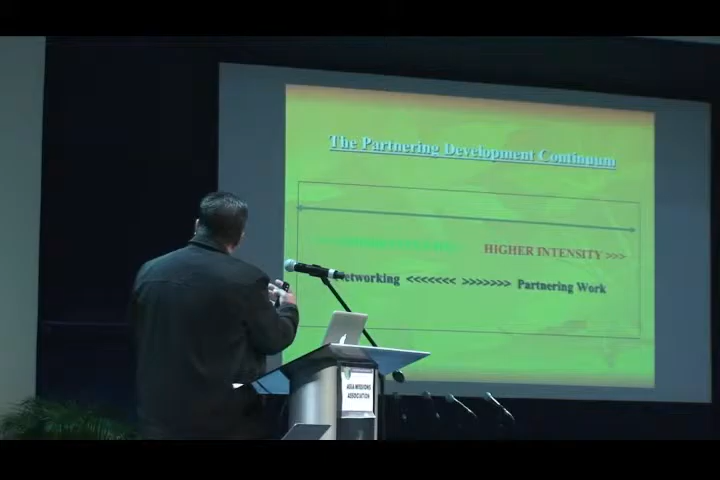 The Partnering Development Continuum
HIGHER INTENSITY >>>
Networking <<<<<<< >>>>>>> Partnering Work
ASIA MISSIONS
ASSOCIATION